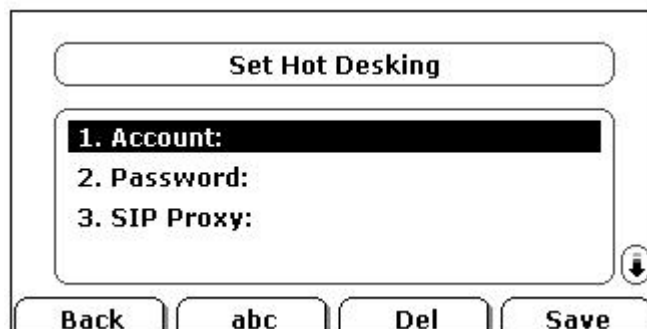 Set Hot Desking
1. Account:
2. Password:
3. SIP Proxy:
Back abc Del Save